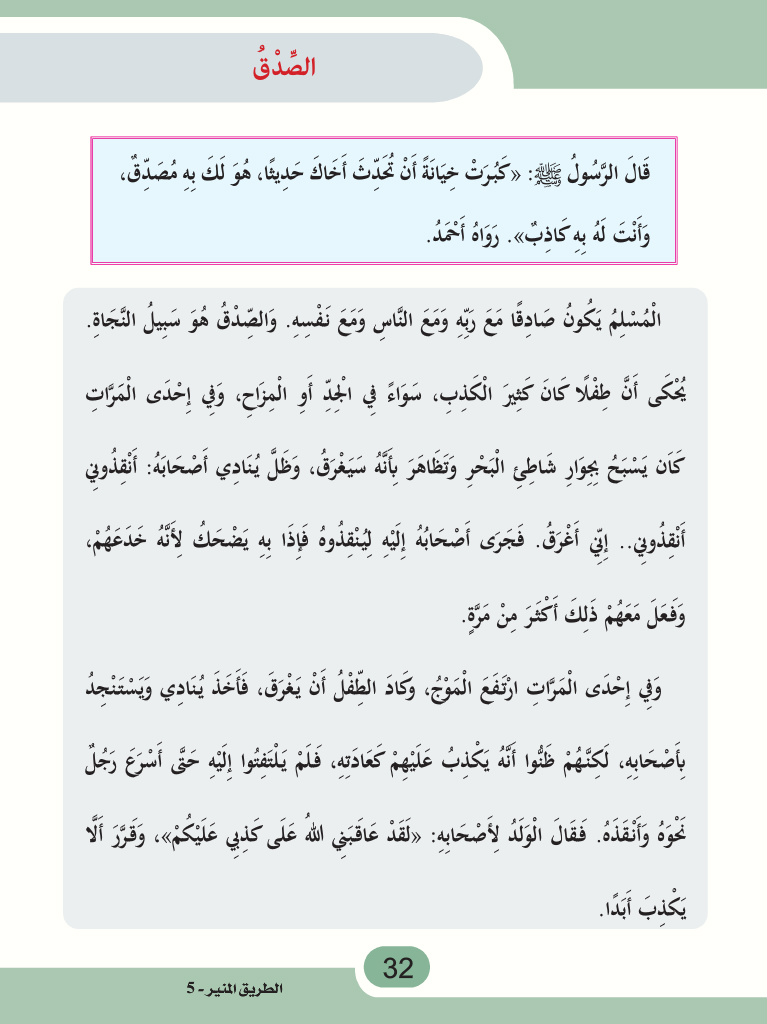 الصِّدْقُ
قَالَ الرَّسُولُ ﷺ: «كَبُرَتْ خِيَانَةً أَنْ تُحَدِّثَ أَخَاكَ حَدِيثًا، هُوَ لَكَ بِهِ مُصَدِّقٌ،
وَأَنْتَ لَهُ بِهِ كَاذِبٌ». رَوَاهُ أَحْمَدُ.
الْمُسْلِمُ يَكُونُ صَادِقًا مَعَ رَبِّهِ وَمَعَ النَّاسِ وَمَعَ نَفْسِهِ. وَالصِّدْقُ هُوَ سَبِيلُ النَّجَاةِ.
يُحْكَى أَنَّ طِفْلًا كَانَ كَثِيرَ الْكَذِبِ، سَوَاءً فِي الْجِدِّ أَوِ الْمِزَاحِ، وَفِي إِحْدَى الْمَرَّاتِ
كَانَ يَسْبَحُ بِجِوَارِ شَاطِئِ الْبَحْرِ وَتَظَاهَرَ بِأَنَّهُ سَيَغْرَقُ، وَظَلَّ يُنَادِي أَصْحَابَهُ: أَنْقِذُونِي
أَنْقِذُونِي.. إِنِّي أَغْرَقُ. فَجَرَى أَصْحَابُهُ إِلَيْهِ لِيُنْقِذُوهُ فَإِذَا بِهِ يَضْحَكُ لِأَنَّهُ خَدَعَهُمْ،
وَفَعَلَ مَعَهُمْ ذَلِكَ أَكْثَرَ مِنْ مَرَّةٍ.
وَفِي إِحْدَى الْمَرَّاتِ ارْتَفَعَ الْمَوْجُ، وَكَادَ الطِّفْلُ أَنْ يَغْرَقَ، فَأَخَذَ يُنَادِي وَيَسْتَنْجِدُ
بِأَصْحَابِهِ، لَكِنَّهُمْ ظَنُّوا أَنَّهُ يَكْذِبُ عَلَيْهِمْ كَعَادَتِهِ، فَلَمْ يَلْتَفِتُوا إِلَيْهِ حَتَّى أَسْرَعَ رَجُلٌ
نَحْوَهُ وَأَنْقَذَهُ. فَقَالَ الْوَلَدُ لِأَصْحَابِهِ: «لَقَدْ عَاقَبَنِي اللهُ عَلَى كَذِبِي عَلَيْكُمْ»، وَقَرَّرَ أَلَّا
يَكْذِبَ أَبَدًا.
32
الطريق المنير - 5